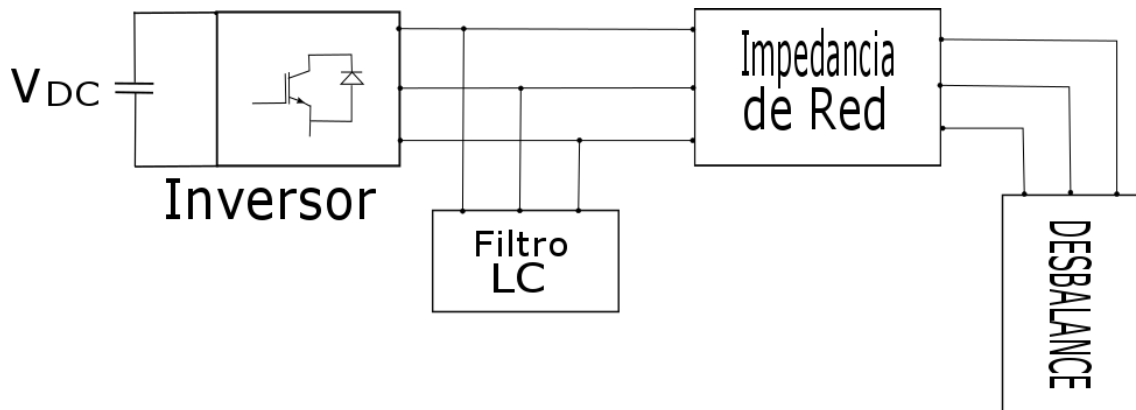 VDC
Inversor
Filtro
LC
Impedancia
de Red
DESBALANCE